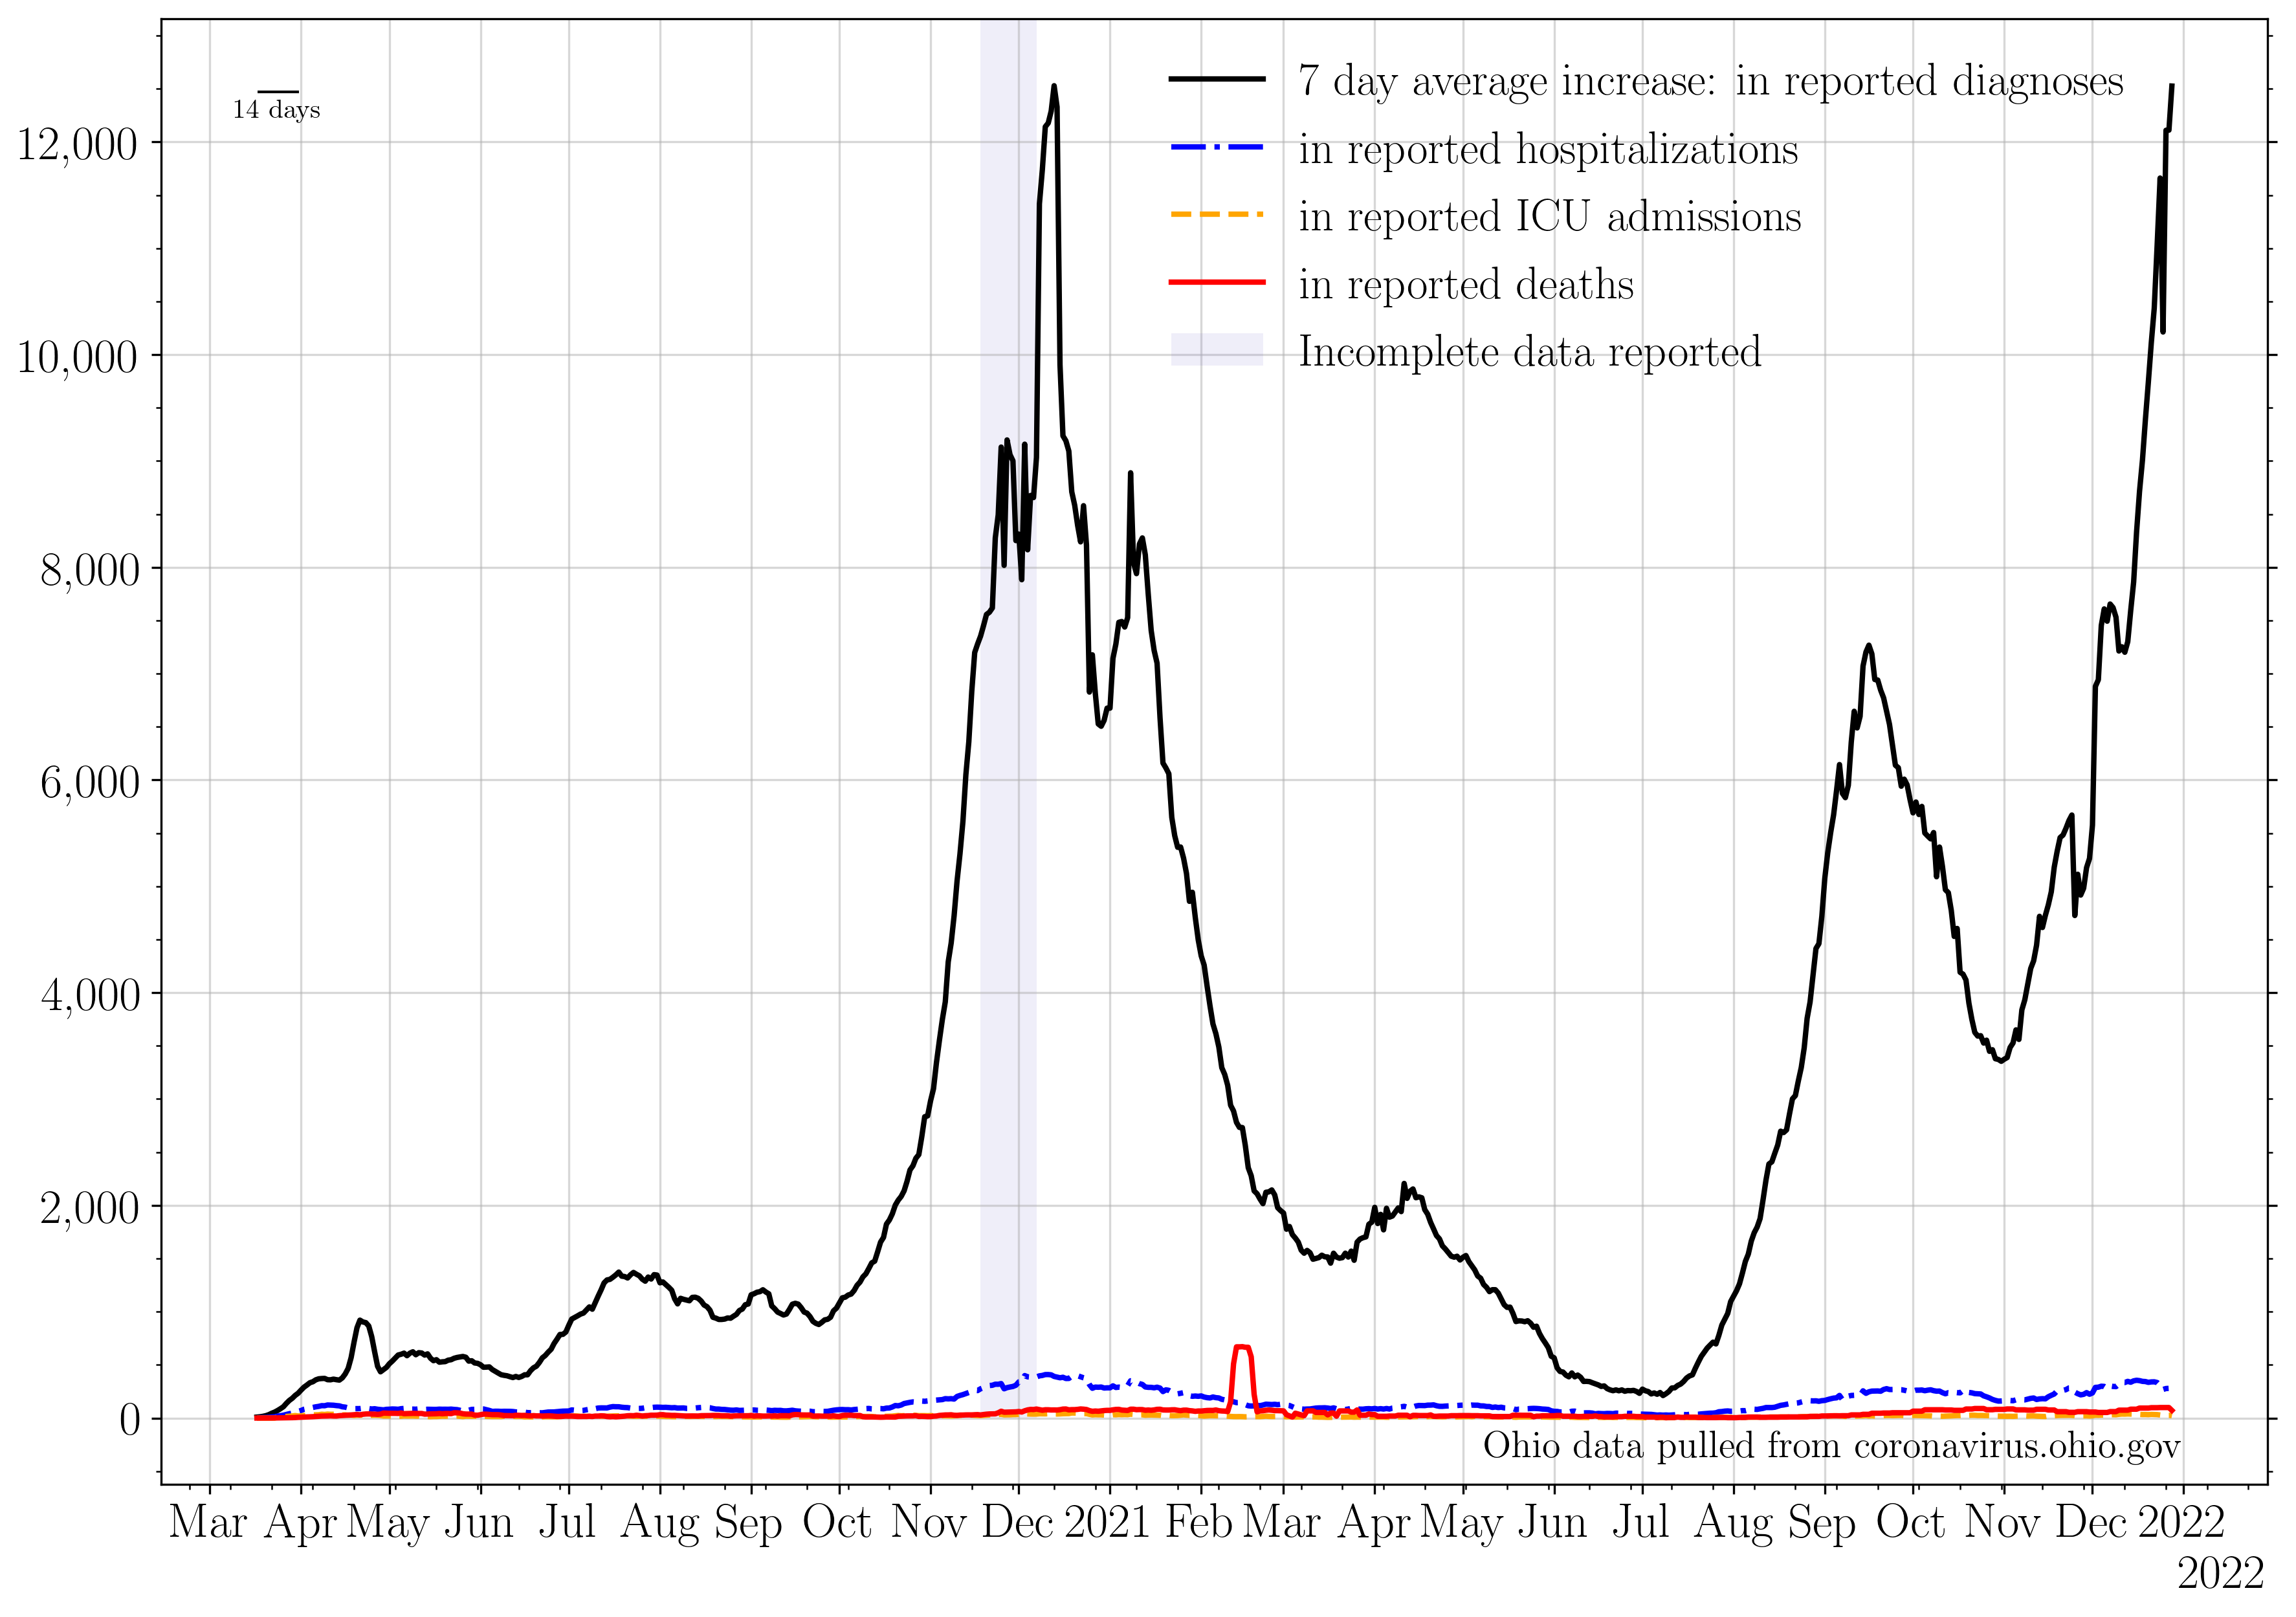 14 days
7 day average increase: in reported diagnoses
in reported hospitalizations
in reported ICU admissions
in reported deaths
Incomplete data reported
12,000
10,000
8,000
6,000
4,000
2,000
0
Ohio data pulled from coronavirus.ohio.gov
Mar Apr May Jun Jul Aug Sep Oct Nov Dec 2021 Feb Mar Apr May Jun Jul Aug Sep Oct Nov Dec 2022
2022